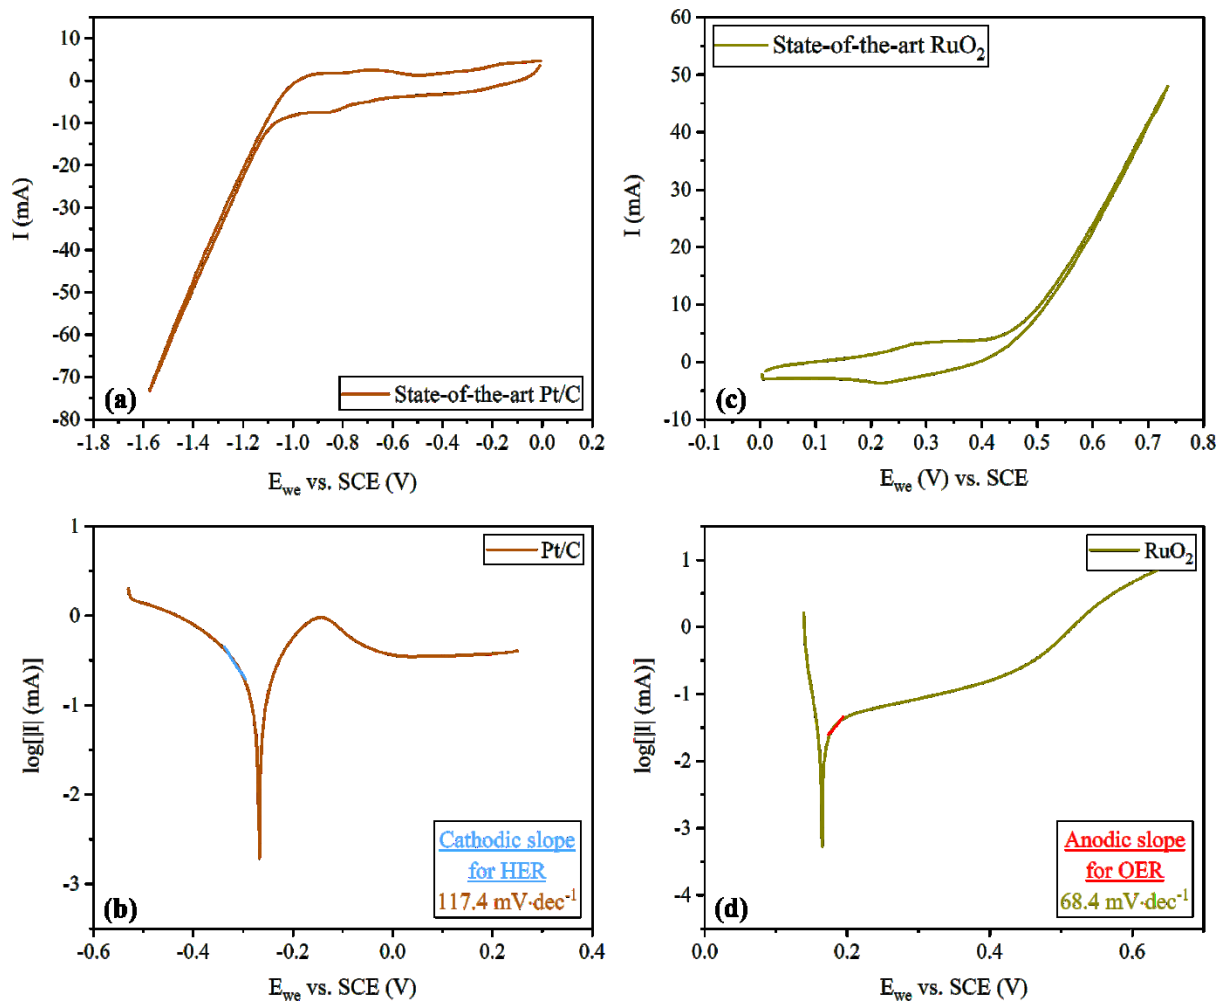 10
0
-10
-20
-30
-40
-50
-60
-70
-80
I (mA)
(a)
State-of-the-art Pt/C
-1.8 -1.6 -1.4 -1.2 -1.0 -0.8 -0.6 -0.4 -0.2 0.0 0.2
E_we vs. SCE (V)
60
50
40
30
20
10
0
-10
I (mA)
State-of-the-art RuO₂
(c)
-0.1 0.0 0.1 0.2 0.3 0.4 0.5 0.6 0.7 0.8
E_we (V) vs. SCE
1
0
-1
-2
-3
log[|I| (mA)]
Pt/C
Cathodic slope
for HER
117.4 mV·dec⁻¹
(b)
-0.6 -0.4 -0.2 0.0 0.2 0.4
E_we vs. SCE (V)
1
0
-1
-2
-3
-4
log[|I| (mA)]
RuO₂
Anodic slope
for OER
68.4 mV·dec⁻¹
(d)
0.0 0.2 0.4 0.6
E_we vs. SCE (V)